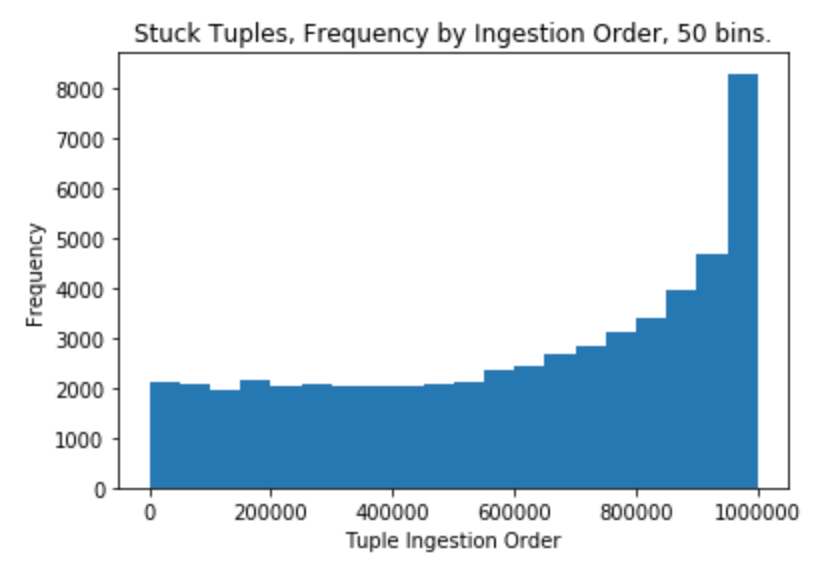 Stuck Tuples, Frequency by Ingestion Order, 50 bins.
8000
7000
6000
5000
4000
3000
2000
1000
0
Frequency
0 200000 400000 600000 800000 1000000
Tuple Ingestion Order